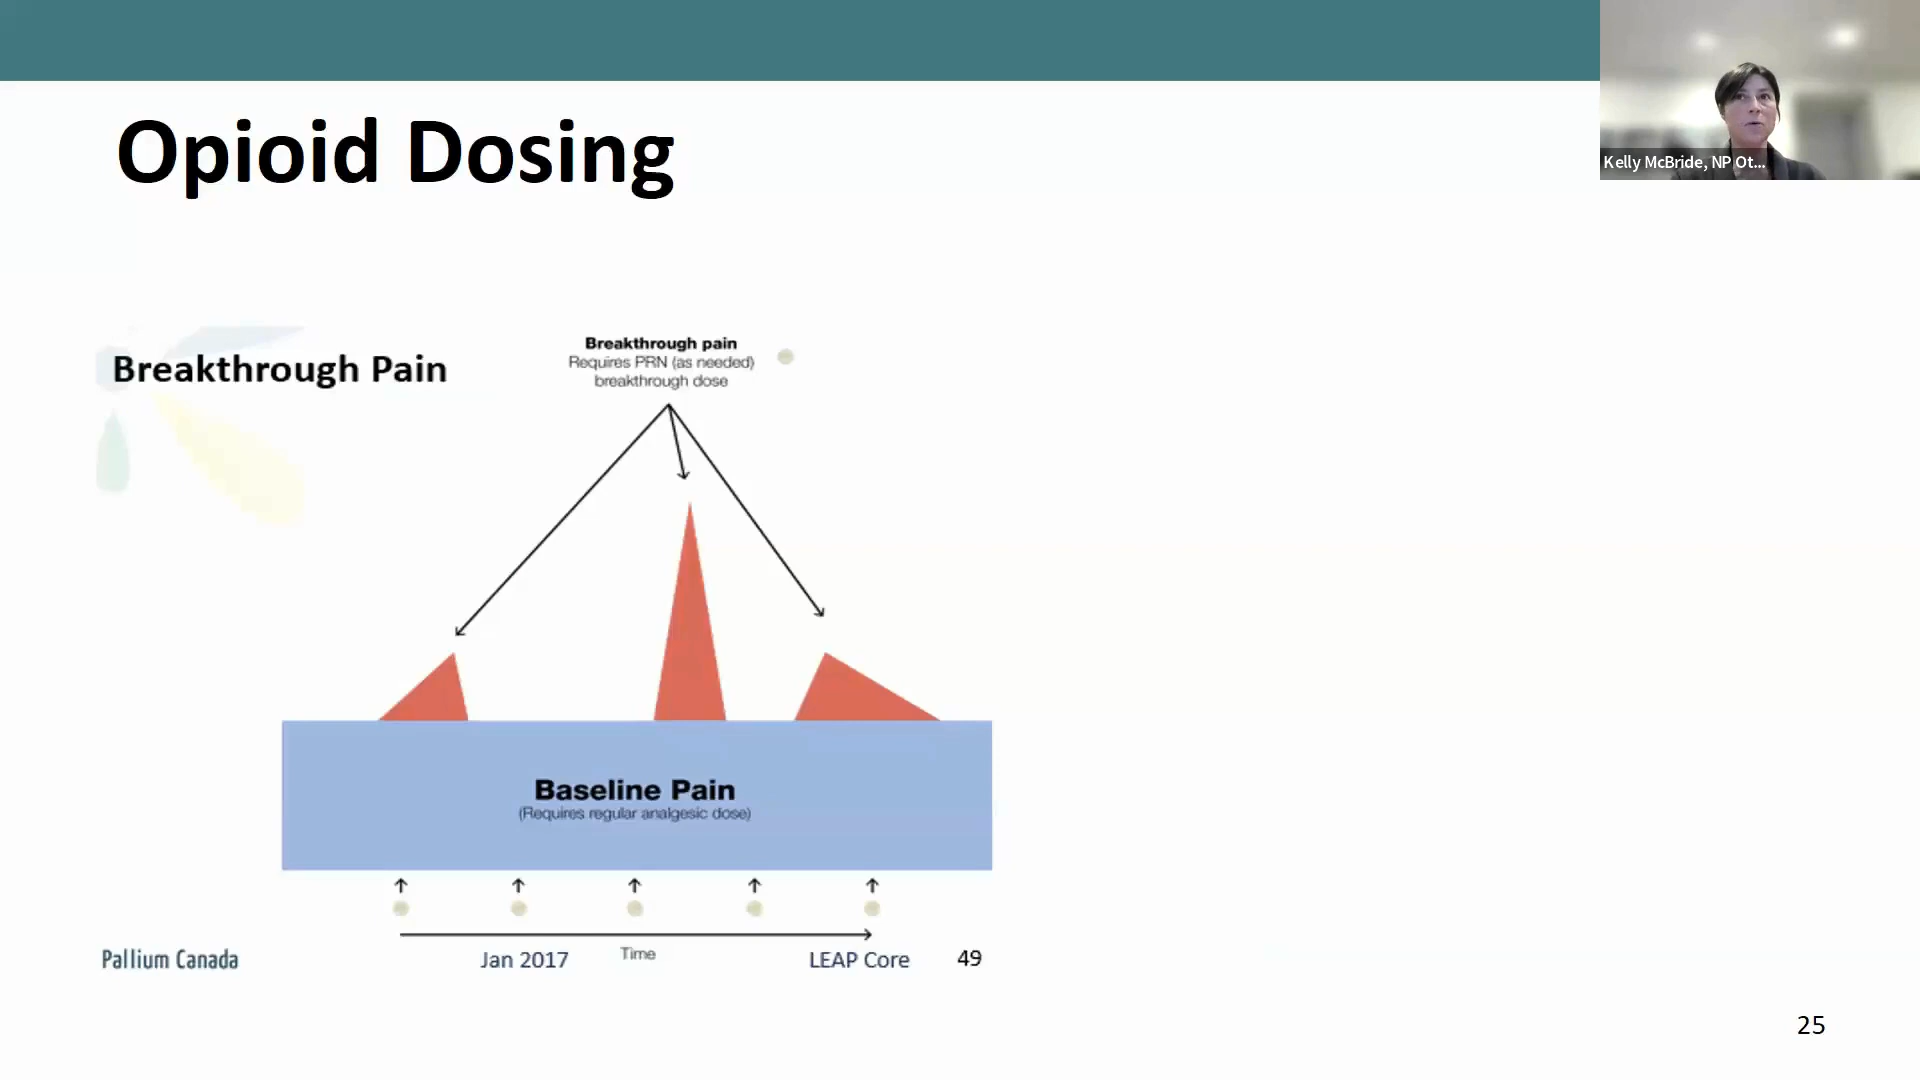 Kelly McBride, NP Ot...
Opioid Dosing
Breakthrough Pain
Breakthrough pain
Requires PRN (as needed)
breakthrough dose
Baseline Pain
(Requires regular analgesic dose)
Time
Pallium Canada
Jan 2017
LEAP Core
49
25